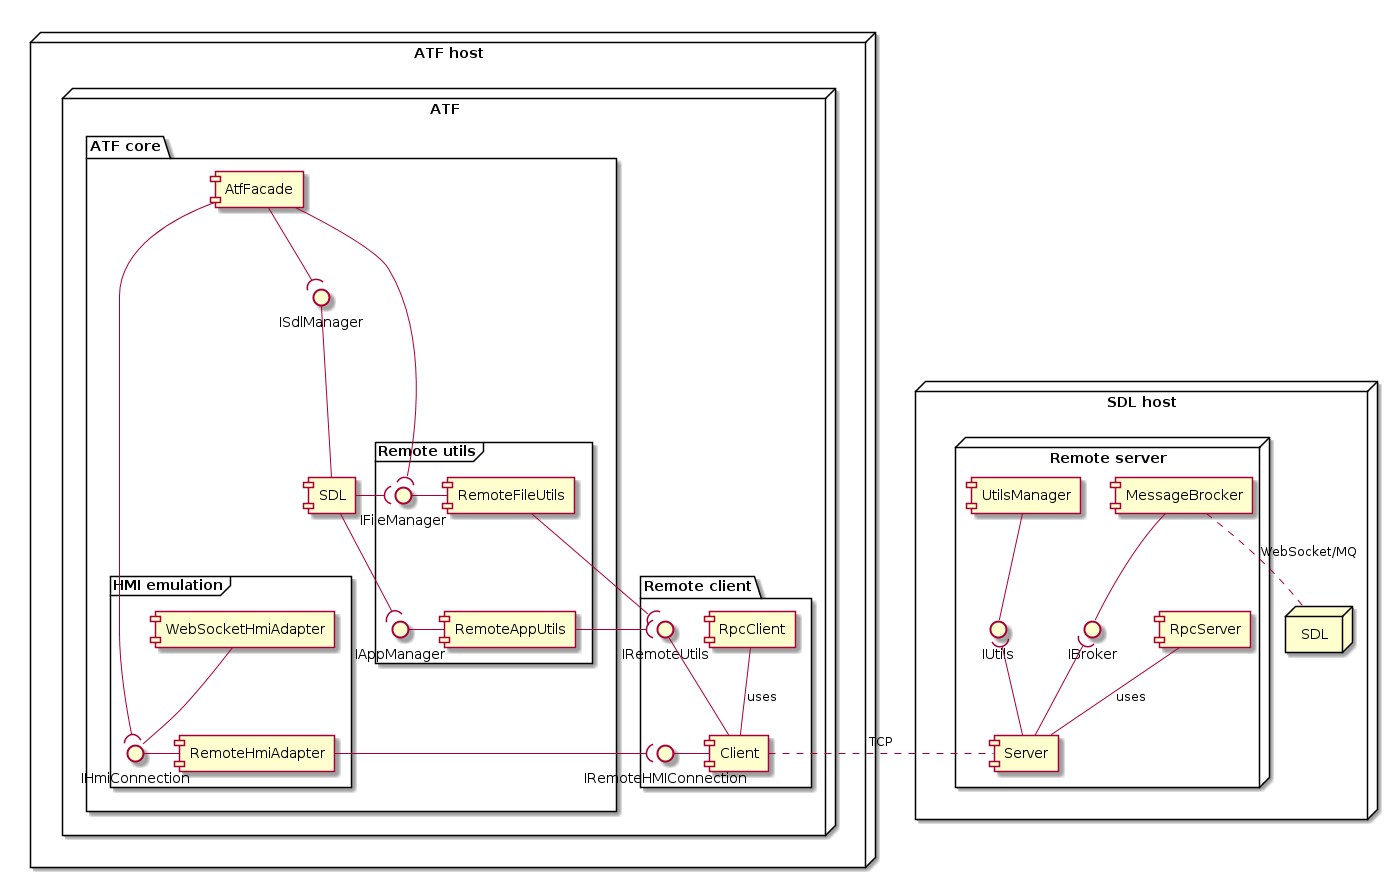 ATF host
ATF
ATF core
AtfFacade
ISdlManager
SDL host
Remote utils
Remote server
SDL
RemoteFileUtils
UtilsManager
MessageBrocker
IFileManager
WebSocket/MQ
HMI emulation
Remote client
WebSocketHmiAdapter
RemoteAppUtils
RpcClient
RpcServer
SDL
IAppManager
IRemoteUtils
IUtils
IBroker
uses
uses
TCP
RemoteHmiAdapter
Client
Server
IHmiConnection
IRemoteHMIConnection